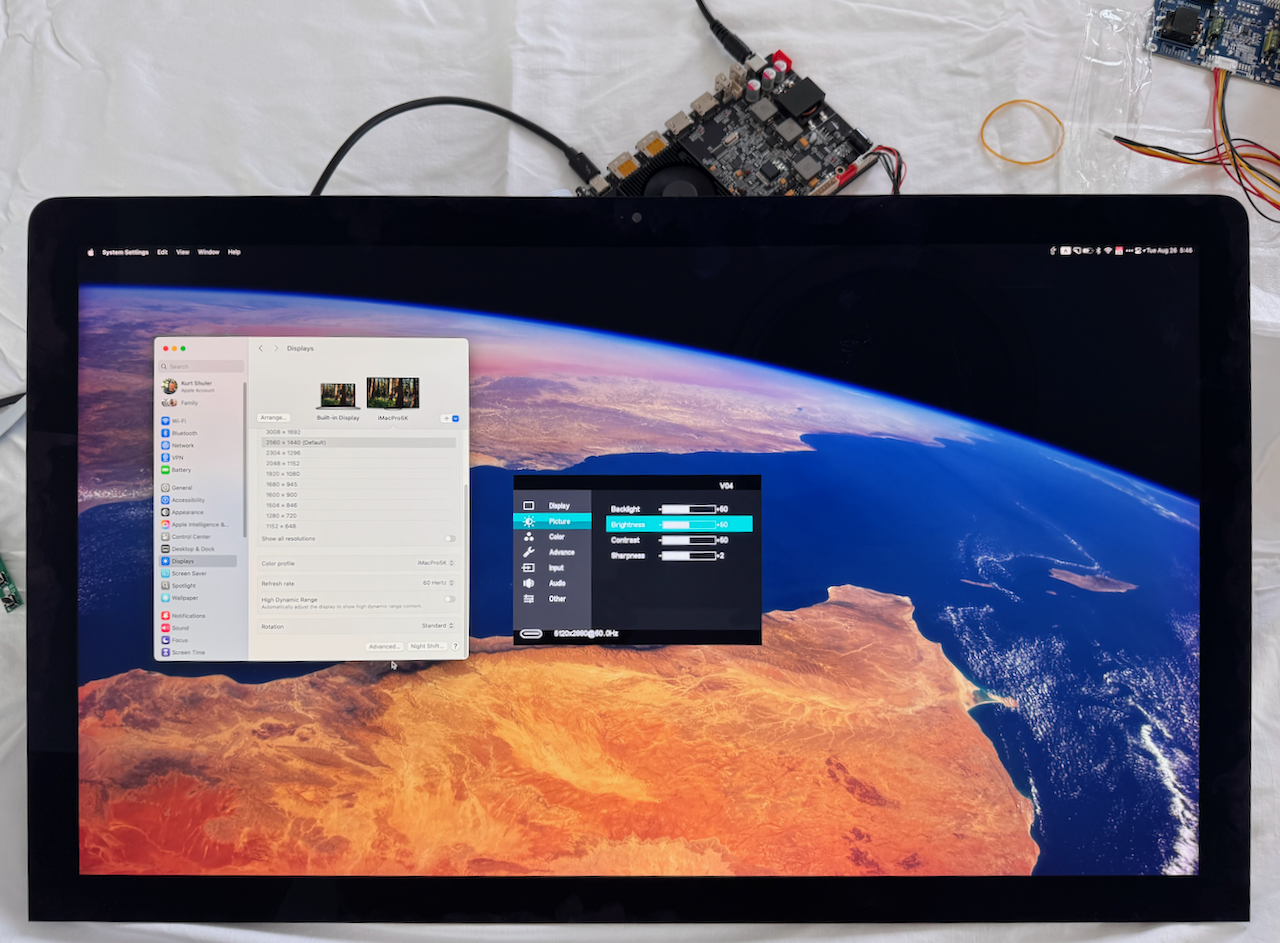 System Settings Edit View Window Help
Tue Aug 26 5:46
Displays
Search
Kurt Shuler
Apple Account
Family
Wi-Fi
Bluetooth
Network
VPN
Battery
General
Accessibility
Appearance
Apple Intelligence &...
Control Center
Desktop & Dock
Displays
Screen Saver
Spotlight
Wallpaper
Notifications
Sound
Focus
Screen Time
Arrange...
Built-in Display
iMacPro5K
3008 × 1692
2560 × 1440 (Default)
2304 × 1296
2048 × 1152
1920 × 1080
1680 × 945
1600 × 900
1504 × 846
1280 × 720
1152 × 648
Show all resolutions
Color profile iMacPro5K
Refresh rate 60 Hertz
High Dynamic Range
Automatically adjust the display to show high dynamic range content.
Rotation Standard
Advanced... Night Shift... ?
V04
Display
Picture
Color
Advance
Input
Audio
Other
Backlight - +50
Brightness - +50
Contrast - +50
Sharpness - +2
5120x2880@60.0Hz